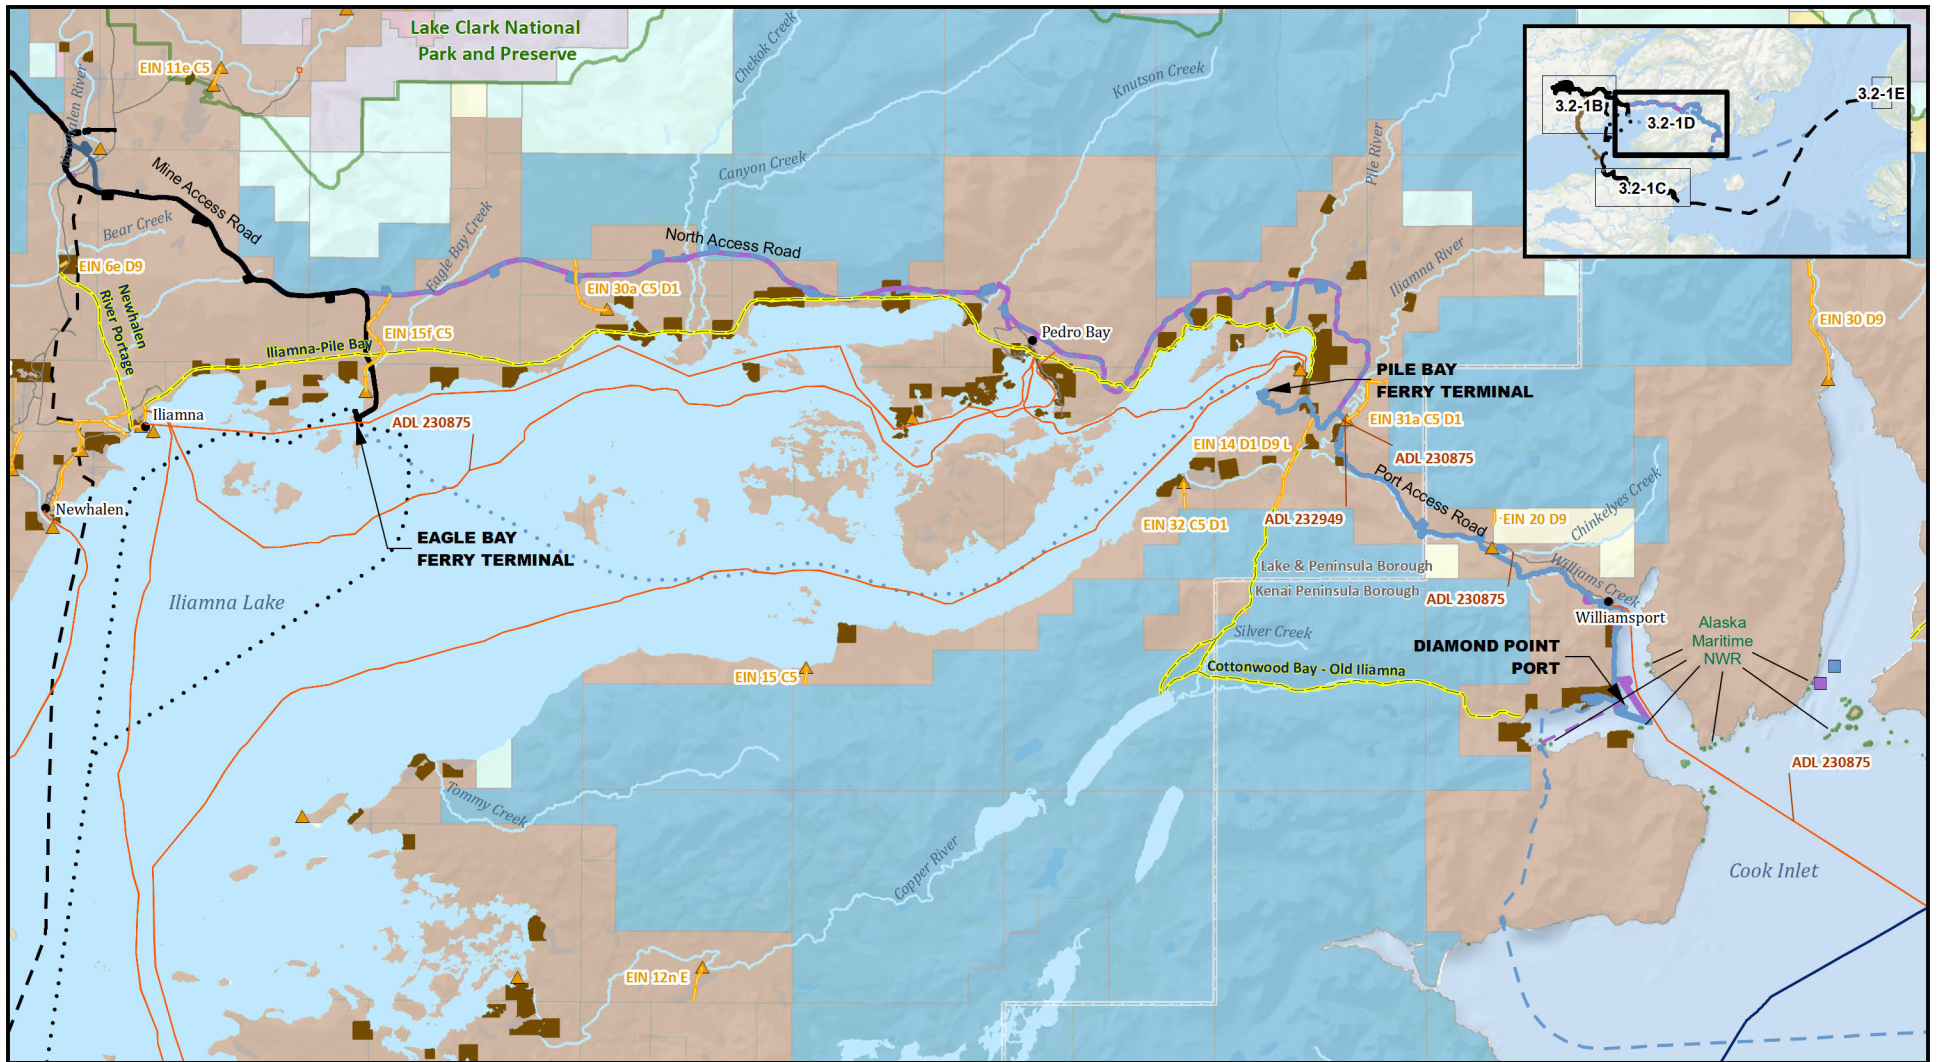 Lake Clark National
Park and Preserve
EIN 11e C5
Newhalen River
Chekok Creek
Knutson Creek
3.2-1B
3.2-1D
3.2-1E
3.2-1C
Mine Access Road
Canyon Creek
Pile River
Bear Creek
Eagle Bay Creek
North Access Road
Iliamna River
EIN 6e D9
Newhalen
River Portage
EIN 30a C5 D1
EIN 15f C5
Iliamna-Pile Bay
Pedro Bay
EIN 30 D9
PILE BAY
FERRY TERMINAL
Iliamna
ADL 230875
EIN 31a C5 D1
EIN 14 D1 D9 L
ADL 230875
Port Access Road
Newhalen
EIN 32 C5 D1
ADL 232949
EIN 20 D9
Chinkelyes Creek
EAGLE BAY
FERRY TERMINAL
Lake & Peninsula Borough
Kenai Peninsula Borough
Williams Creek
ADL 230875
Iliamna Lake
Williamsport
Silver Creek
Alaska
Maritime
NWR
DIAMOND POINT
PORT
EIN 15 C5
Cottonwood Bay - Old Iliamna
ADL 230875
Tommy Creek
Copper River
Cook Inlet
EIN 12n E